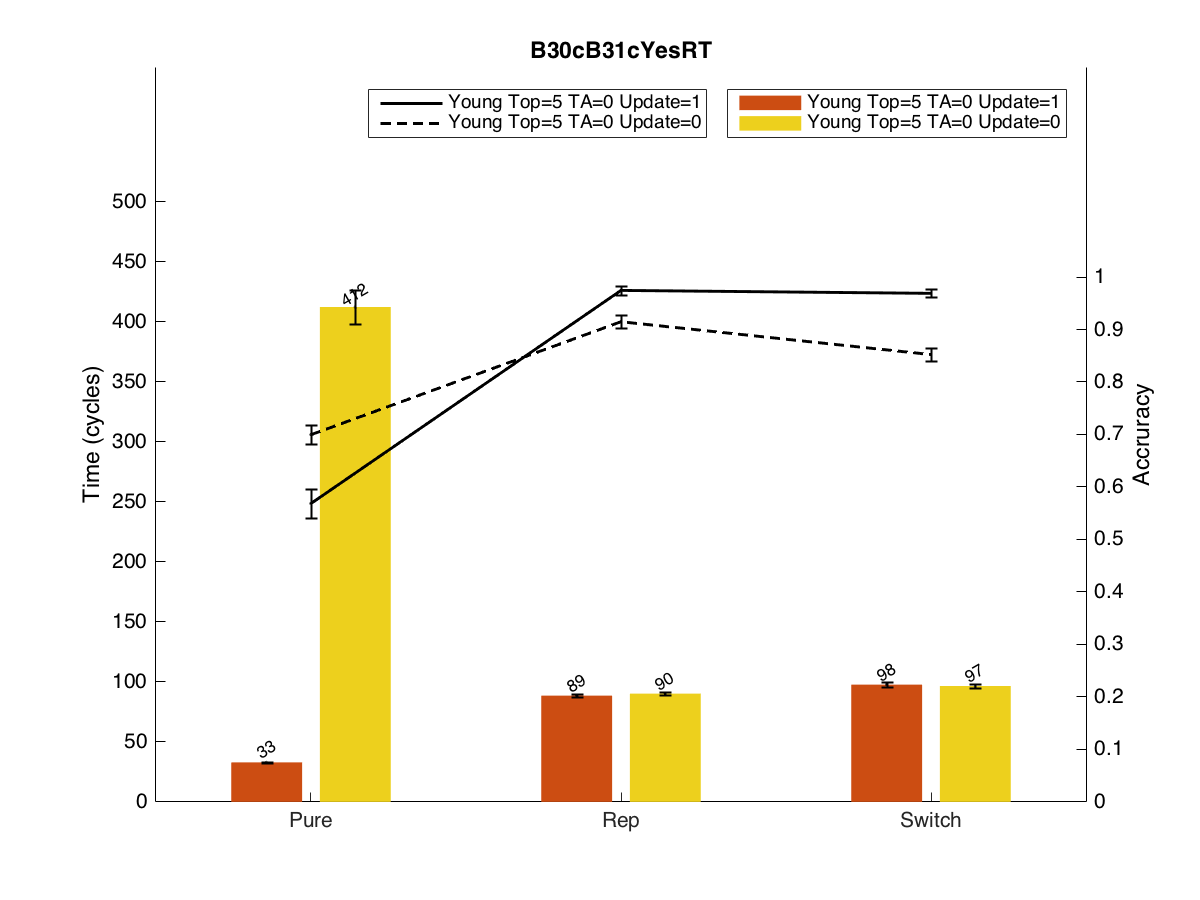 B30cB31cYesRT
Young Top=5 TA=0 Update=1
Young Top=5 TA=0 Update=0
Young Top=5 TA=0 Update=1
Young Top=5 TA=0 Update=0
Time (cycles)
500
450
400
350
300
250
200
150
100
50
0
412
33
89
90
98
97
Pure
Rep
Switch
Accruracy
1
0.9
0.8
0.7
0.6
0.5
0.4
0.3
0.2
0.1
0